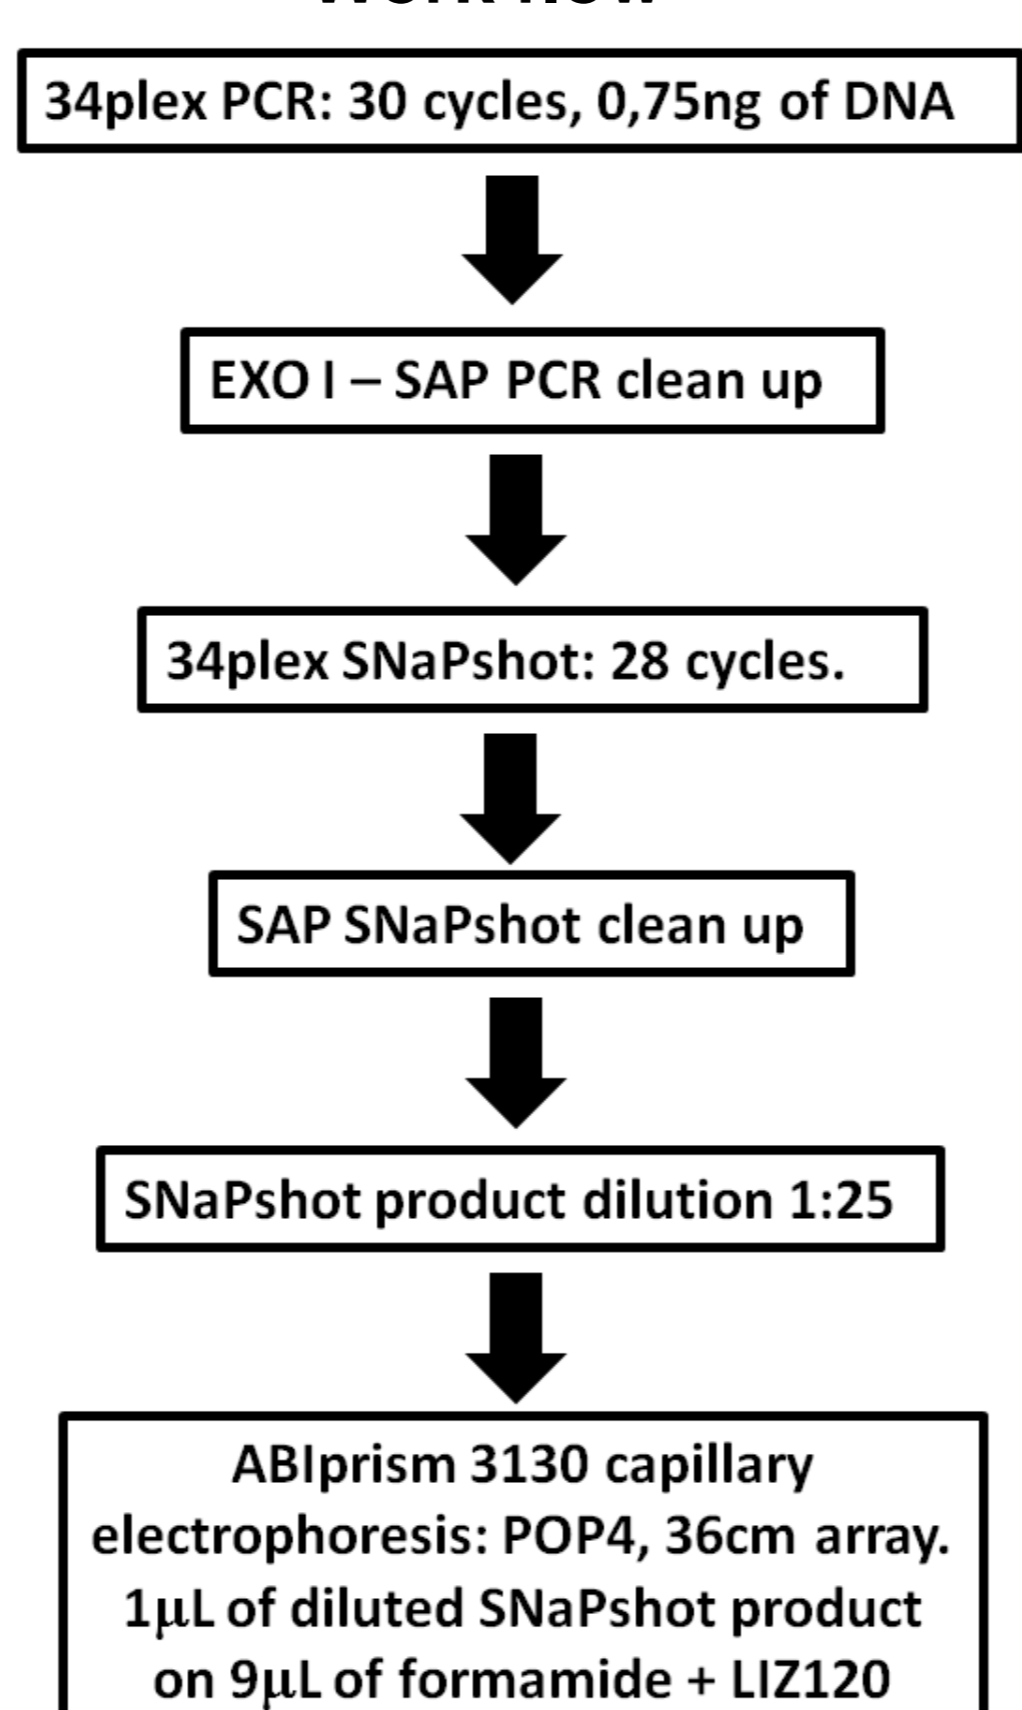 Work flow
34plex PCR: 30 cycles, 0,75ng of DNA
EXO I – SAP PCR clean up
34plex SNaPshot: 28 cycles.
SAP SNaPshot clean up
SNaPshot product dilution 1:25
ABIprism 3130 capillary
electrophoresis: POP4, 36cm array.
1μL of diluted SNaPshot product
on 9μL of formamide + LIZ120